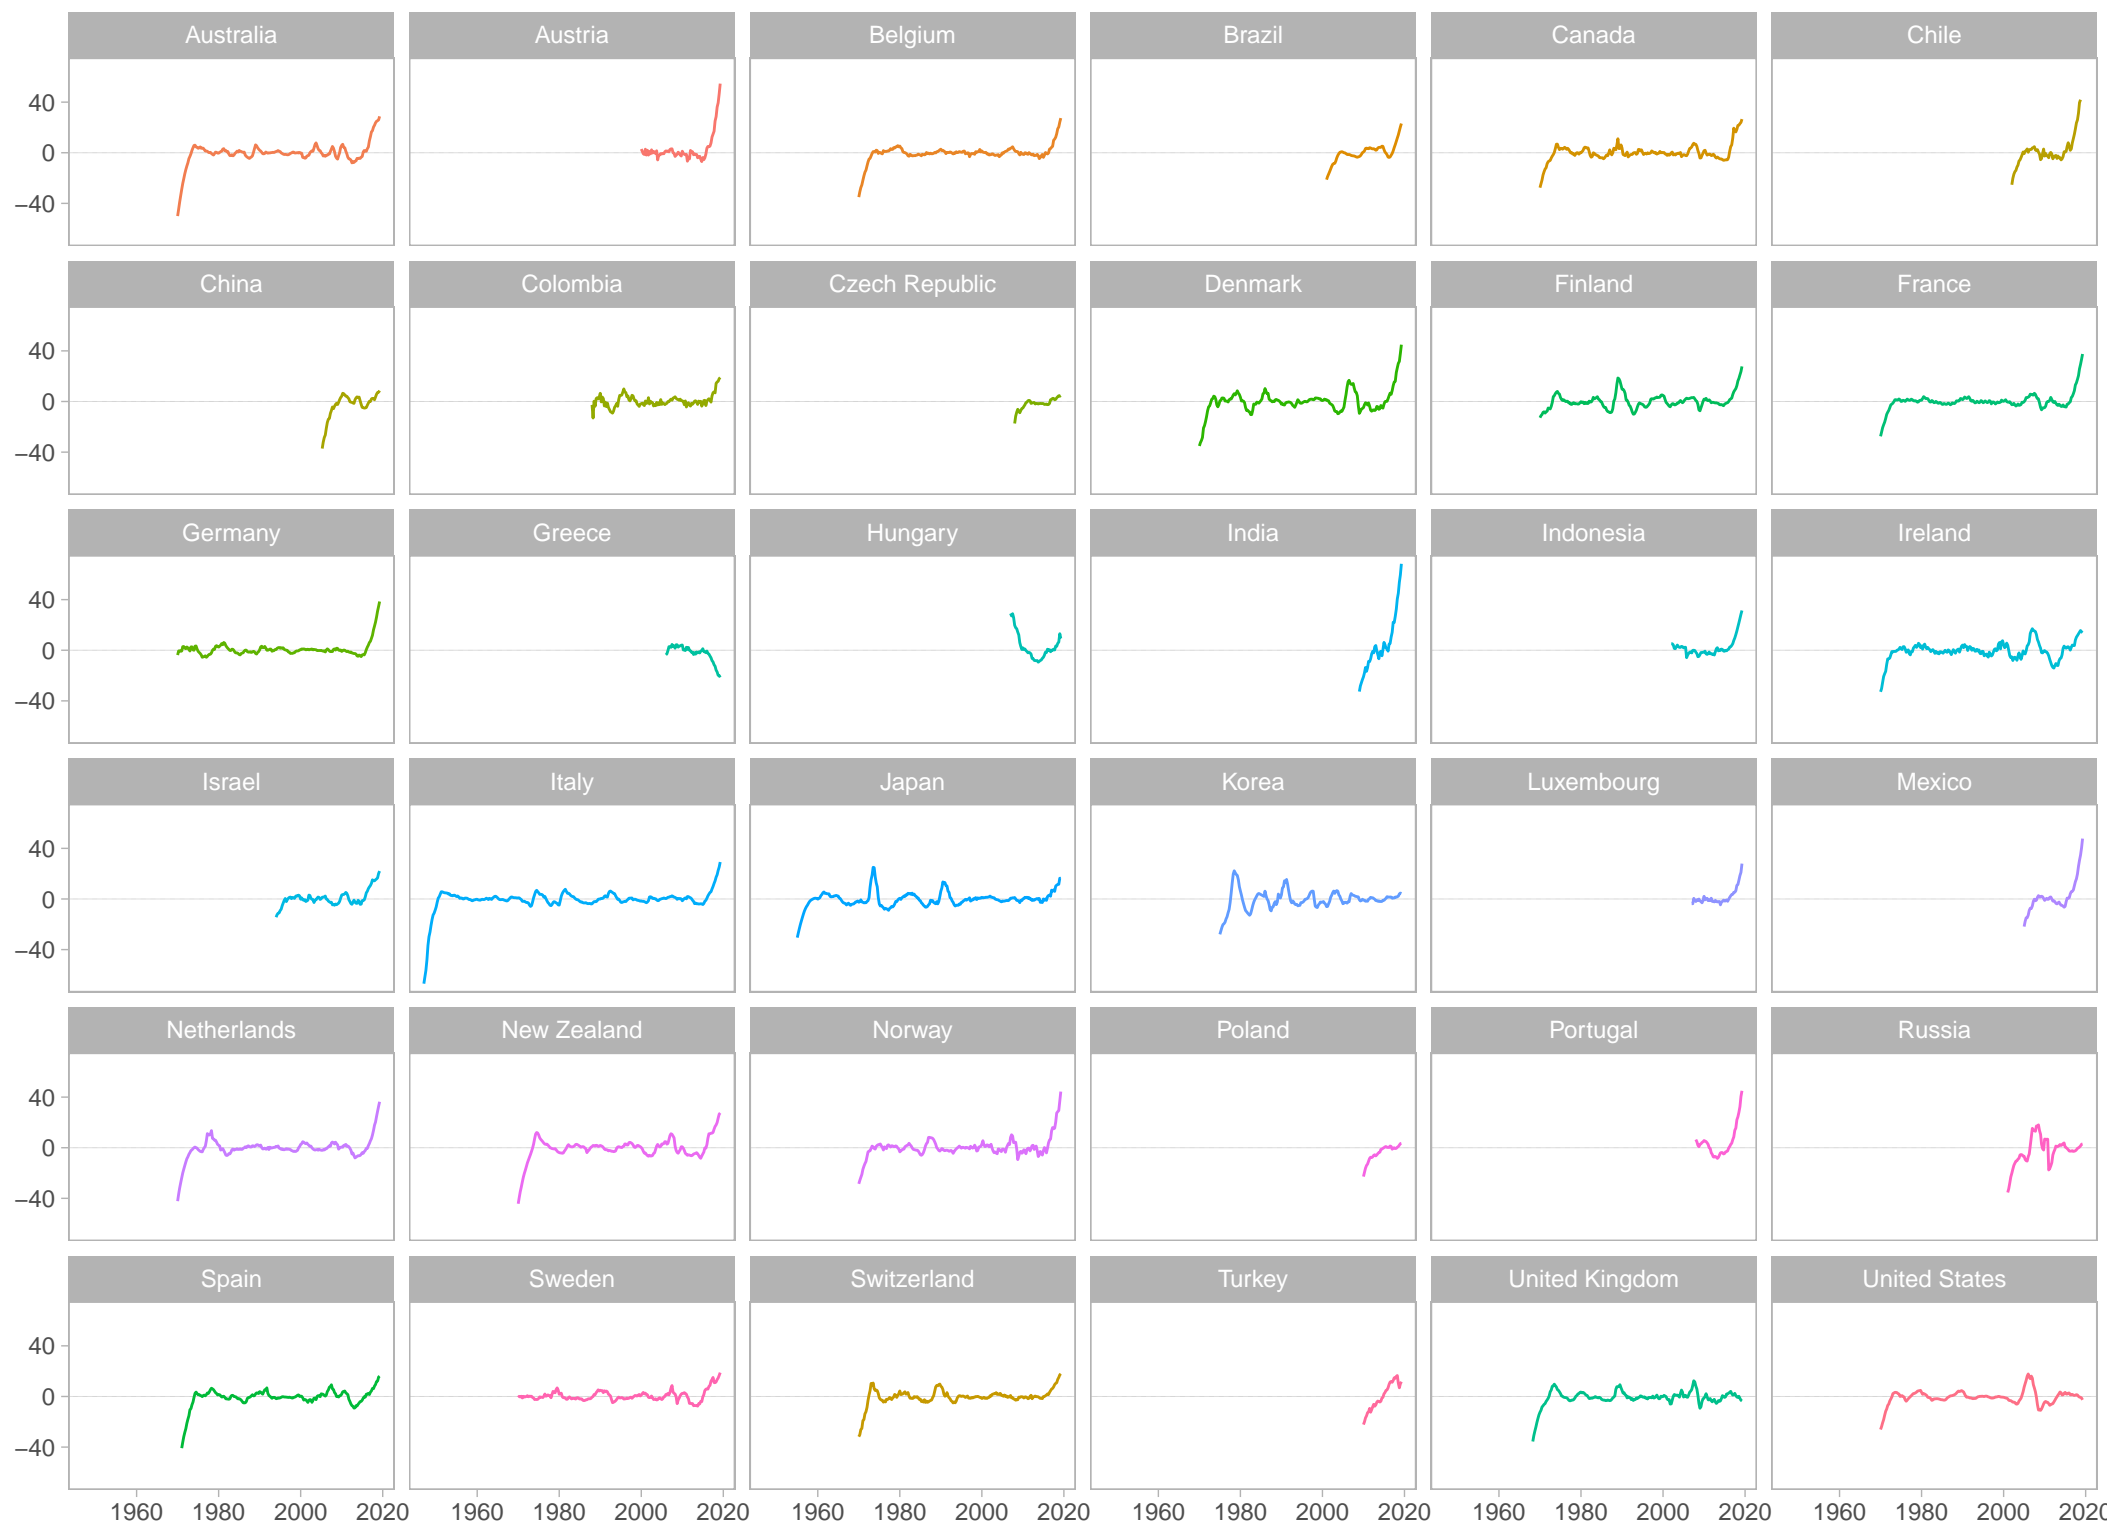 Australia Austria Belgium Brazil Canada Chile
40
0
−40
China Colombia Czech Republic Denmark Finland France
40
0
−40
Germany Greece Hungary India Indonesia Ireland
40
0
−40
Israel Italy Japan Korea Luxembourg Mexico
40
0
−40
Netherlands New Zealand Norway Poland Portugal Russia
40
0
−40
Spain Sweden Switzerland Turkey United Kingdom United States
40
0
−40
1960 1980 2000 2020 1960 1980 2000 2020 1960 1980 2000 2020 1960 1980 2000 2020 1960 1980 2000 2020 1960 1980 2000 2020